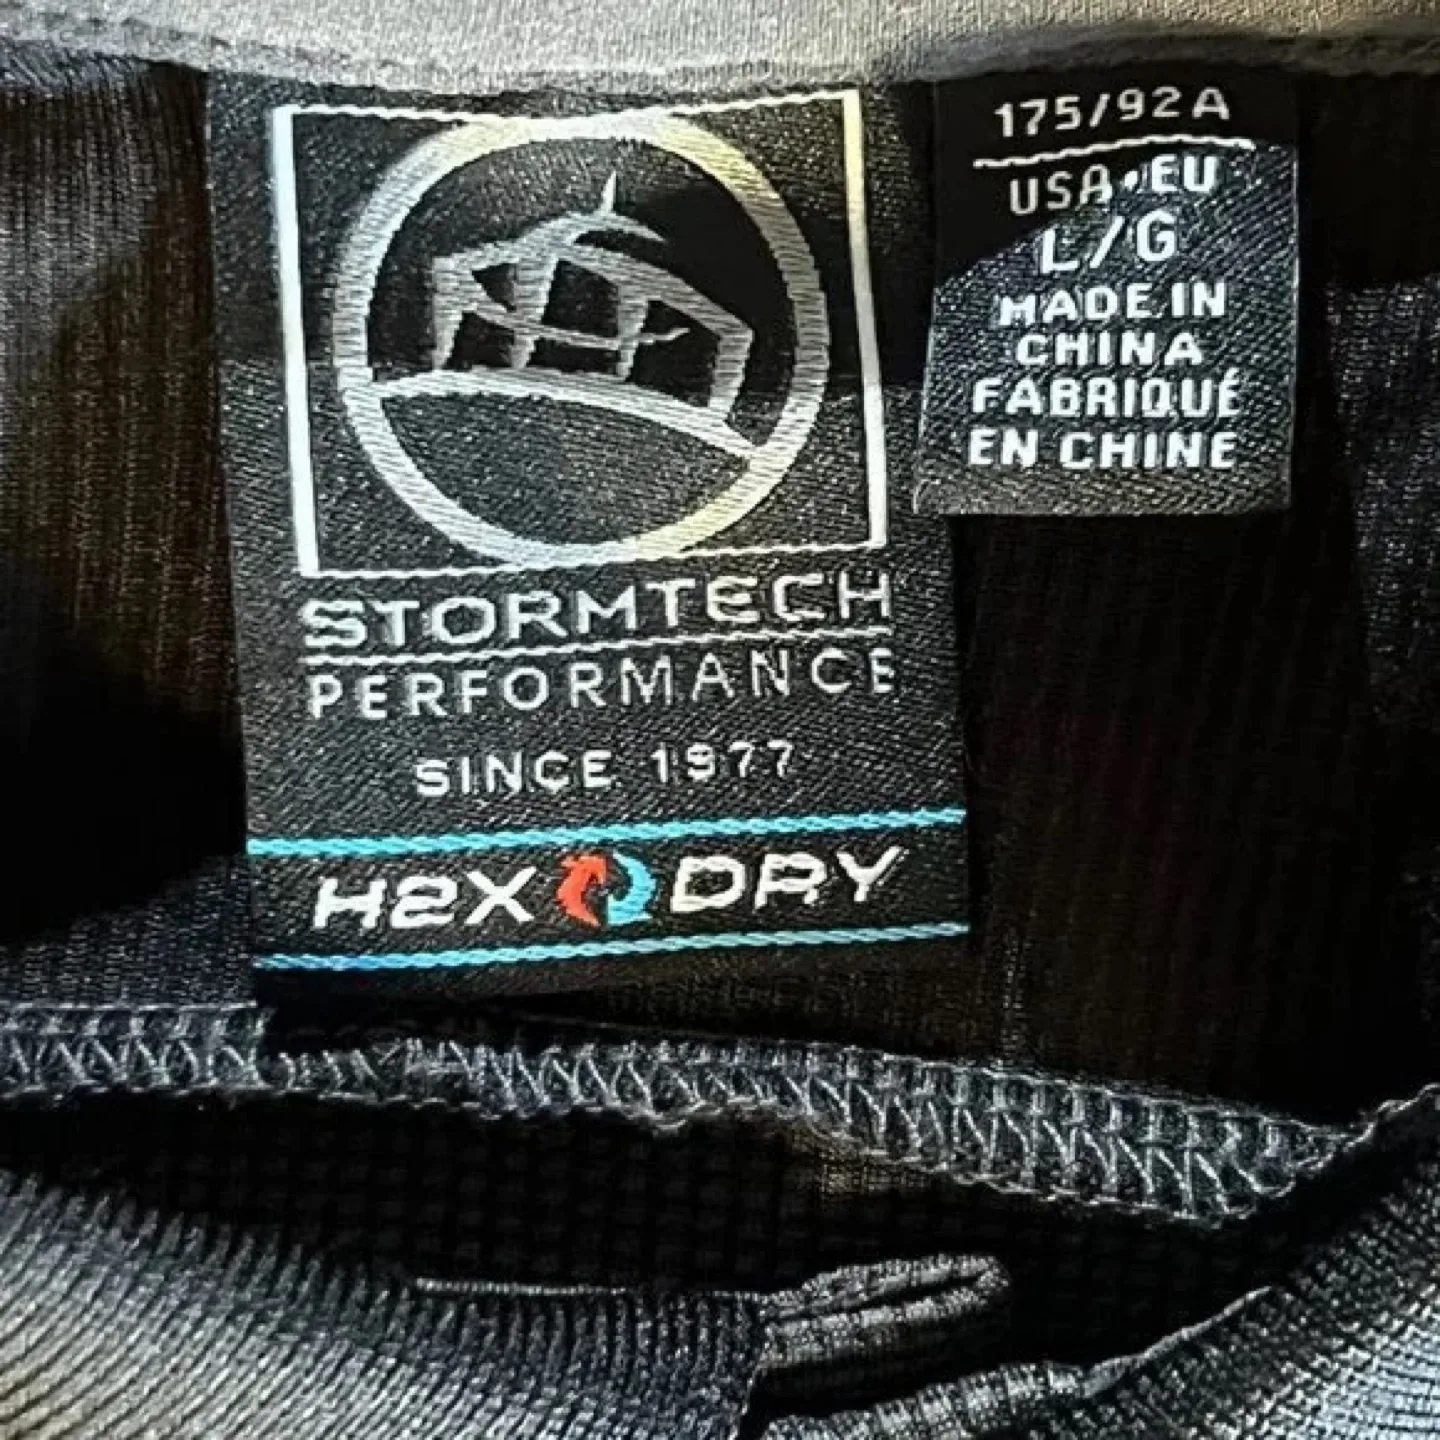 STORMTECH
PERFORMANCE
SINCE 1977
H2X DRY
175/92A
USA•EU
L/G
MADE IN
CHINA
FABRIQUÉ
EN CHINE